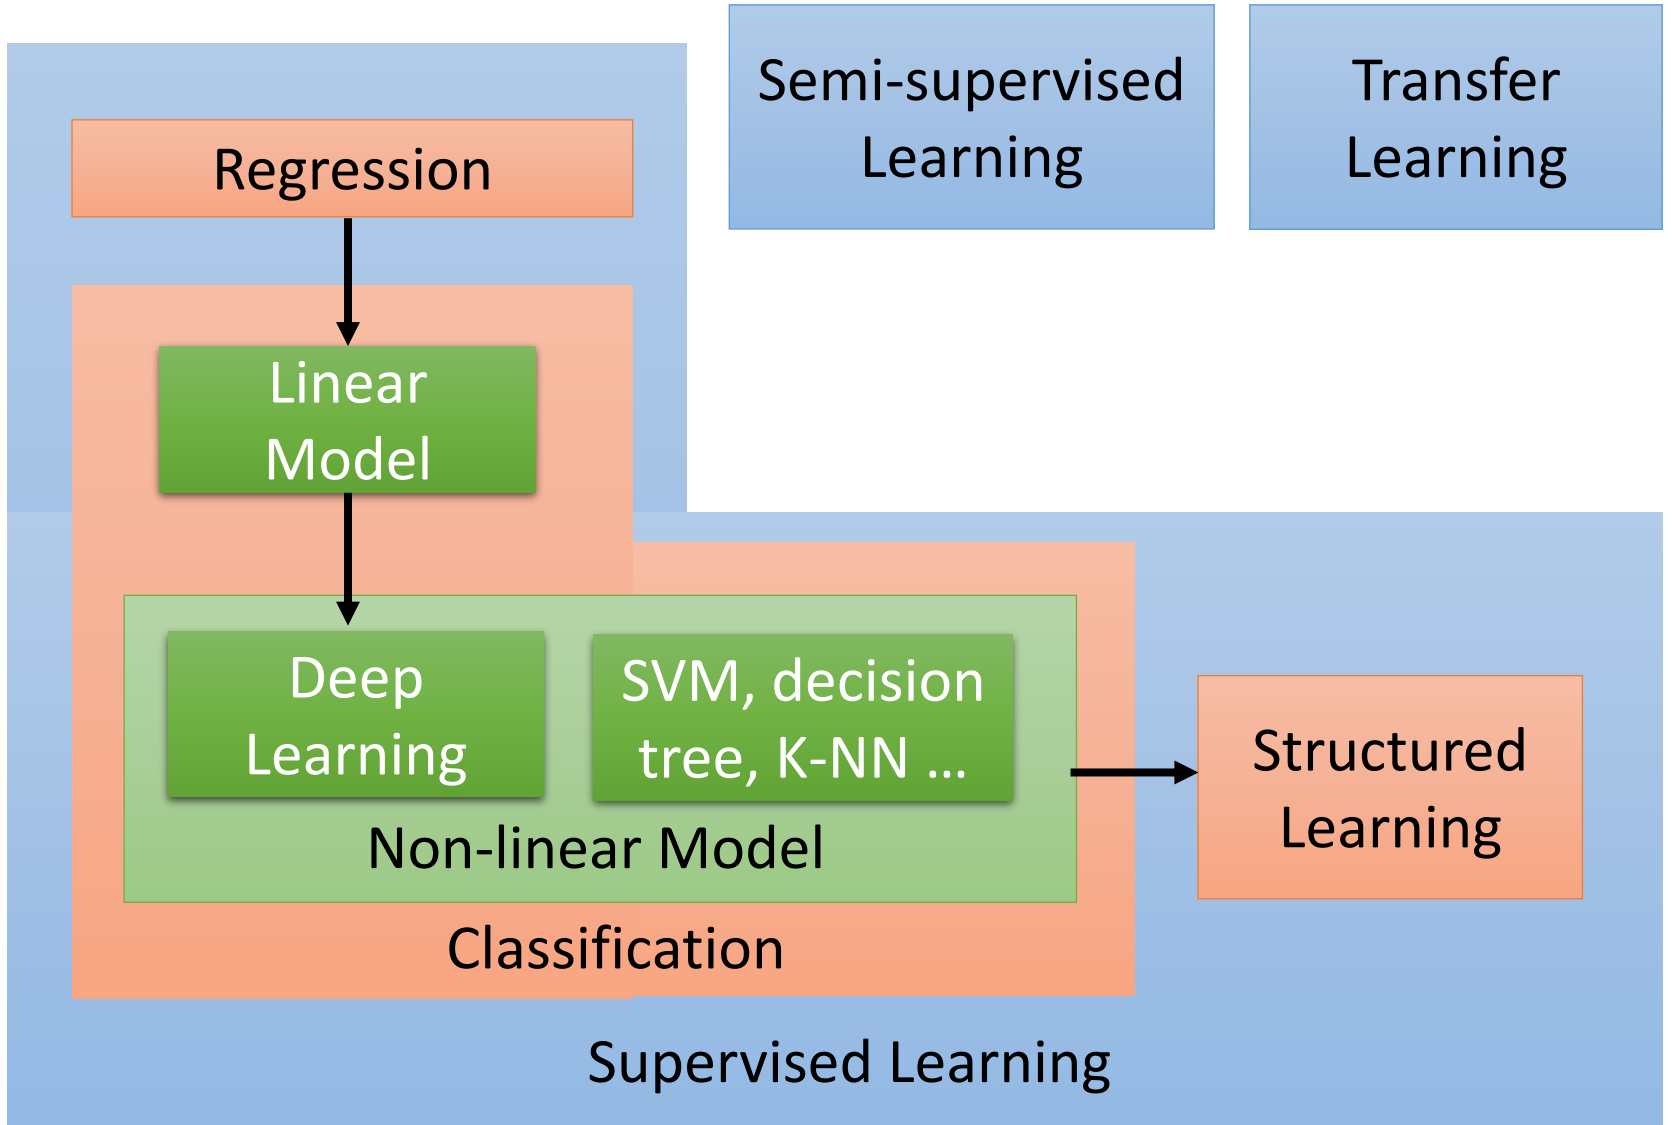 Semi-supervised
Learning
Transfer
Learning
Regression
Linear
Model
Deep
Learning
SVM, decision
tree, K-NN ...
Non-linear Model
Classification
Structured
Learning
Supervised Learning